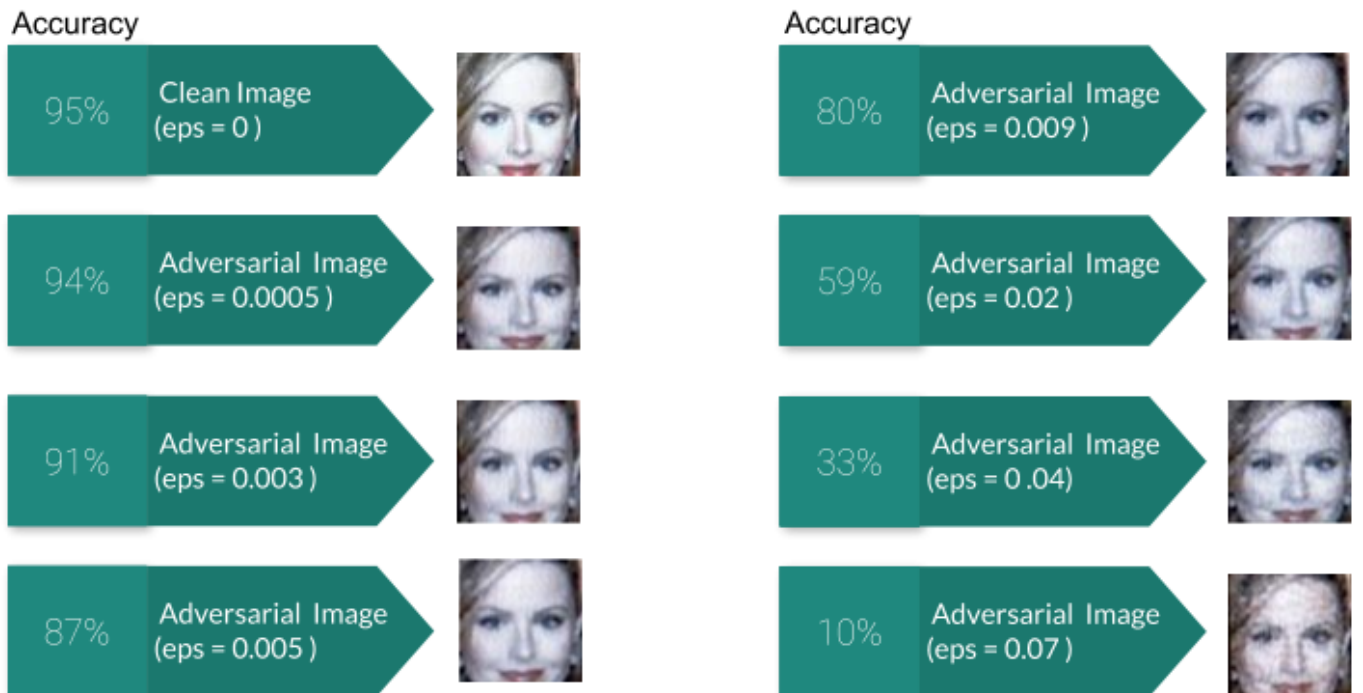 Accuracy
95%
Clean Image
(eps = 0 )
94%
Adversarial Image
(eps = 0.0005 )
91%
Adversarial Image
(eps = 0.003 )
87%
Adversarial Image
(eps = 0.005 )
Accuracy
80%
Adversarial Image
(eps = 0.009 )
59%
Adversarial Image
(eps = 0.02 )
33%
Adversarial Image
(eps = 0 .04)
10%
Adversarial Image
(eps = 0.07 )